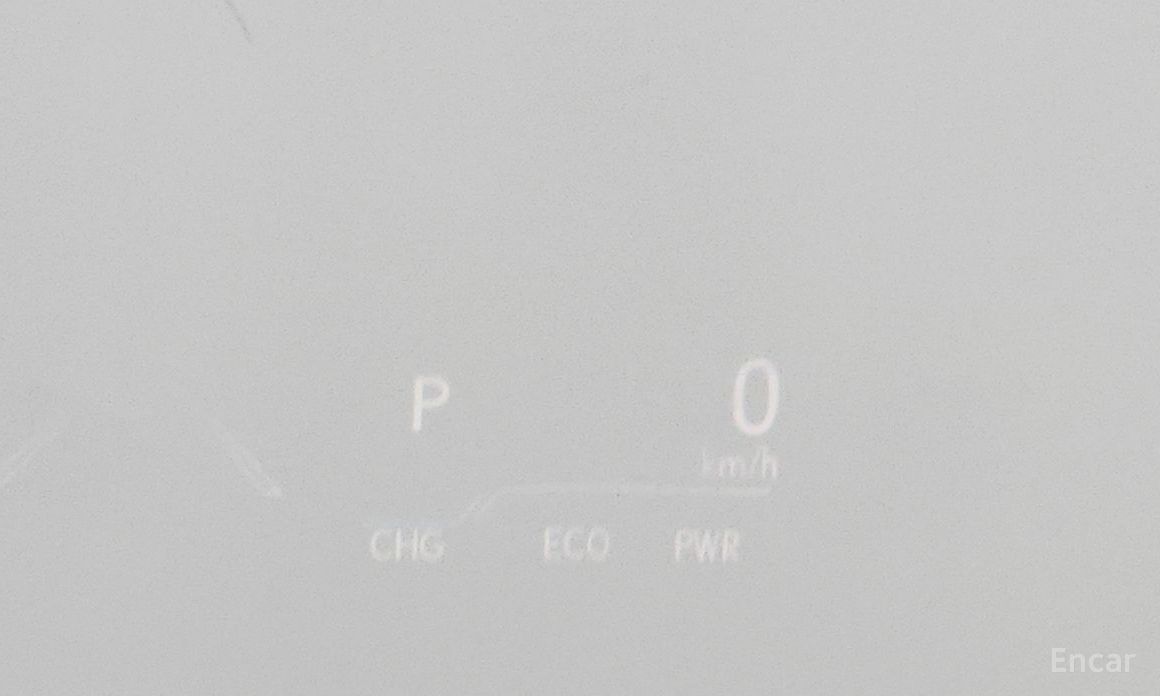 P 0
km/h
CHG ECO PWR
Encar